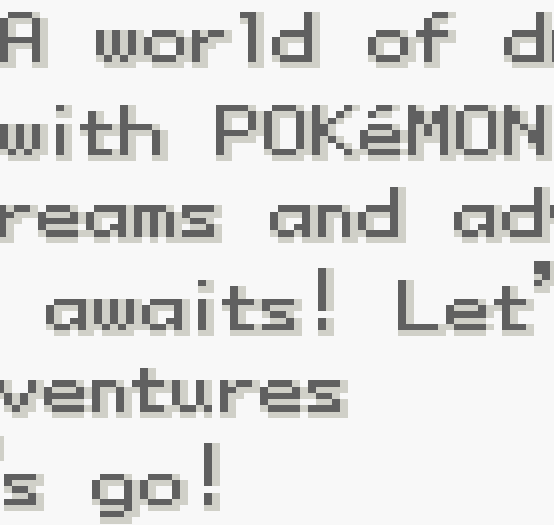 A world of d
with POKéMON
reams and ad
awaits! Let'
ventures
s go!